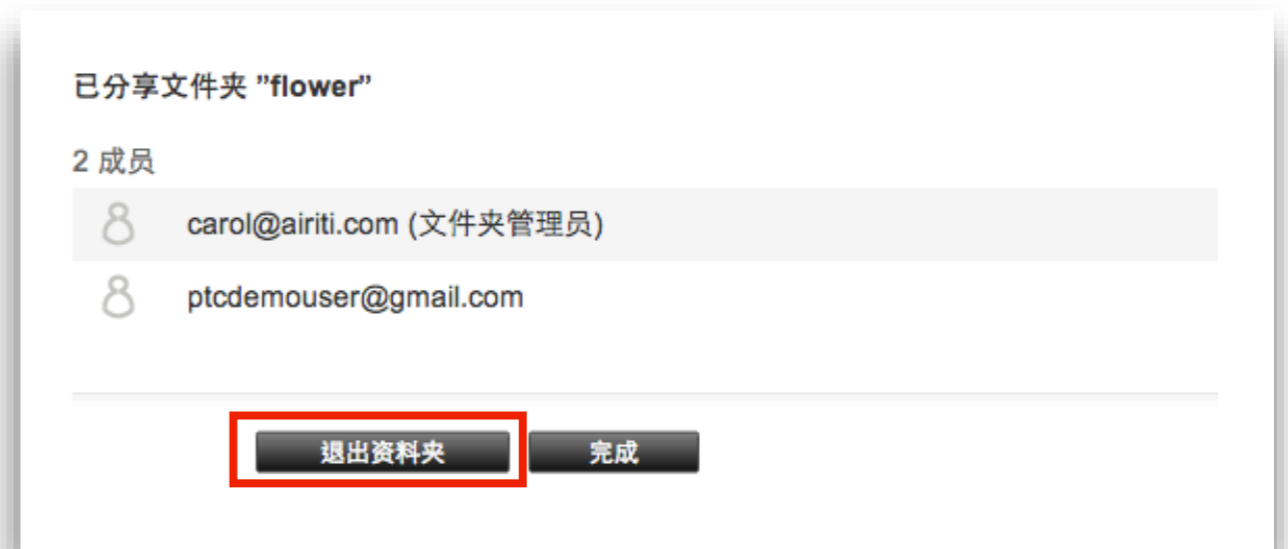 已分享文件夹 ”flower”
2 成员
carol@airiti.com (文件夹管理员)
ptcdemouser@gmail.com
退出资料夹 完成